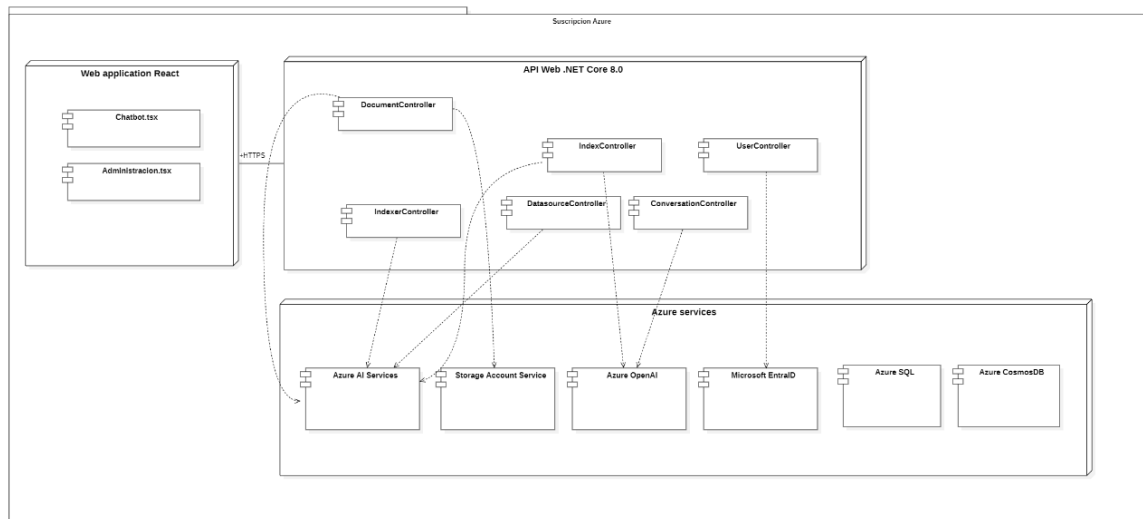 Suscripcion Azure
Web application React
Chatbot.tsx
Administracion.tsx
+HTTPS
API Web .NET Core 8.0
DocumentController
IndexController
UserController
IndexerController
DatasourceController
ConversationController
Azure services
Azure AI Services
Storage Account Service
Azure OpenAI
Microsoft EntraID
Azure SQL
Azure CosmosDB